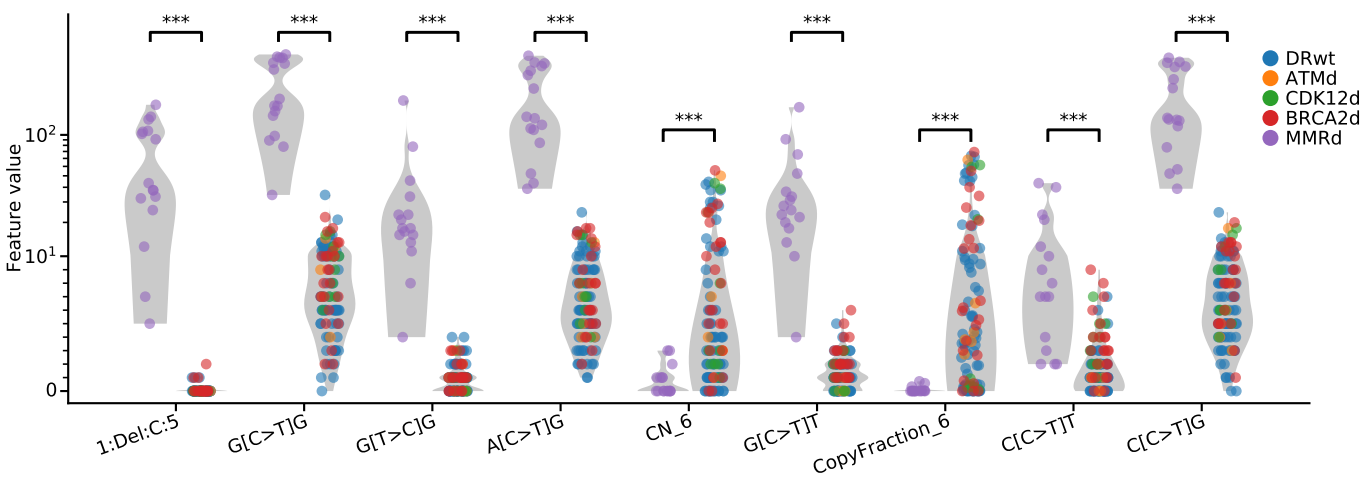 *** *** *** *** *** ***
*** *** ***
DRwt
ATMd
CDK12d
BRCA2d
MMRd
Feature value
10²
10¹
0
1:Del:C:5
G[C>T]G
G[T>C]G
A[C>T]G
CN_6
G[C>T]T
CopyFraction_6
C[C>T]T
C[C>T]G